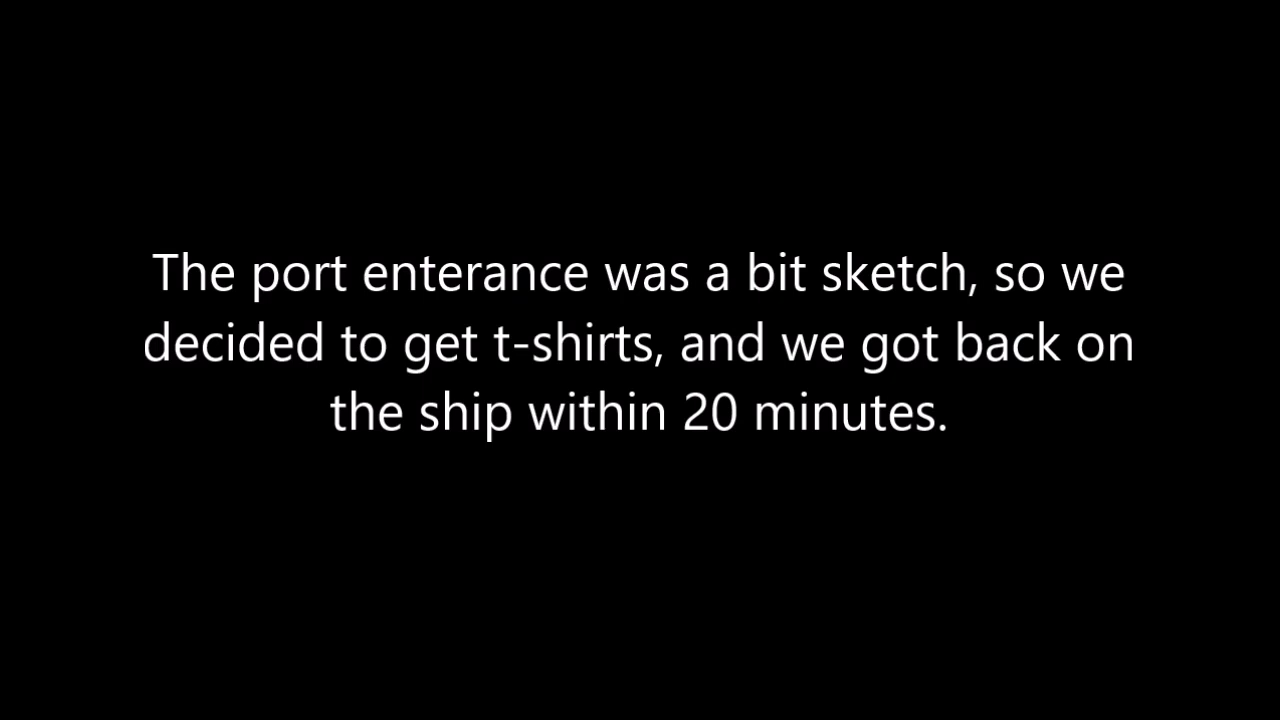 The port enterance was a bit sketch, so we
decided to get t-shirts, and we got back on
the ship within 20 minutes.